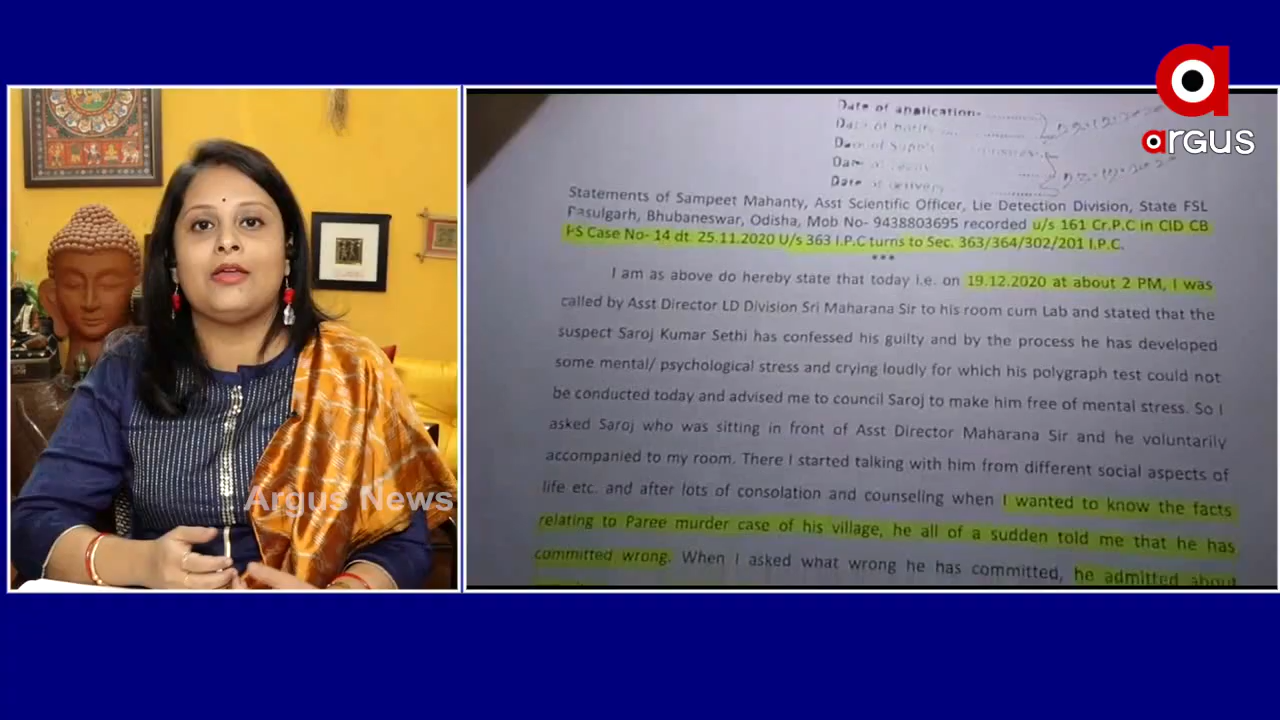 argus
Argus News
Date of application-
Date of
Date of
Date of
Date of delivery
Statements of Sampeet Mahanty, Asst Scientific Officer, Lie Detection Division, State FSL
Rasulgarh, Bhubaneswar, Odisha, Mob No- 9438803695 recorded u/s 161 Cr.P.C in CID CB
PS Case No- 14 dt. 25.11.2020 U/s 363 I.P.C turns to Sec. 363/364/302/201 I.P.C.
***
I am as above do hereby state that today i.e. on 19.12.2020 at about 2 PM, I was
called by Asst Director LD Division Sri Maharana Sir to his room cum Lab and stated that the
suspect Saroj Kumar Sethi has confessed his guilty and by the process he has developed
some mental/ psychological stress and crying loudly for which his polygraph test could not
be conducted today and advised me to council Saroj to make him free of mental stress. So I
asked Saroj who was sitting in front of Asst Director Maharana Sir and he voluntarily
accompanied to my room. There I started talking with him from different social aspects of
life etc. and after lots of consolation and counseling when I wanted to know the facts
relating to Paree murder case of his village, he all of a sudden told me that he has
committed wrong. When I asked what wrong he has committed, he admitted about